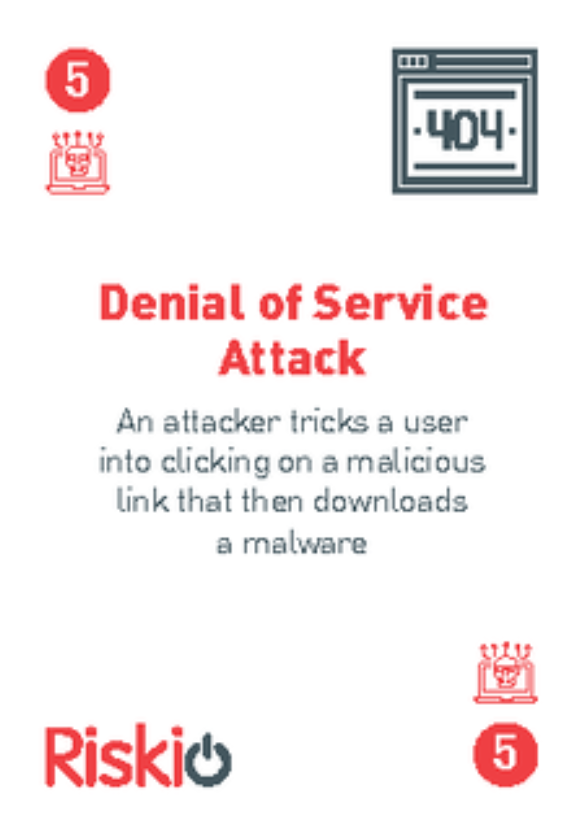 5
404
Denial of Service
Attack
An attacker tricks a user
into clicking on a malicious
link that then downloads
a malware
Riskio
5